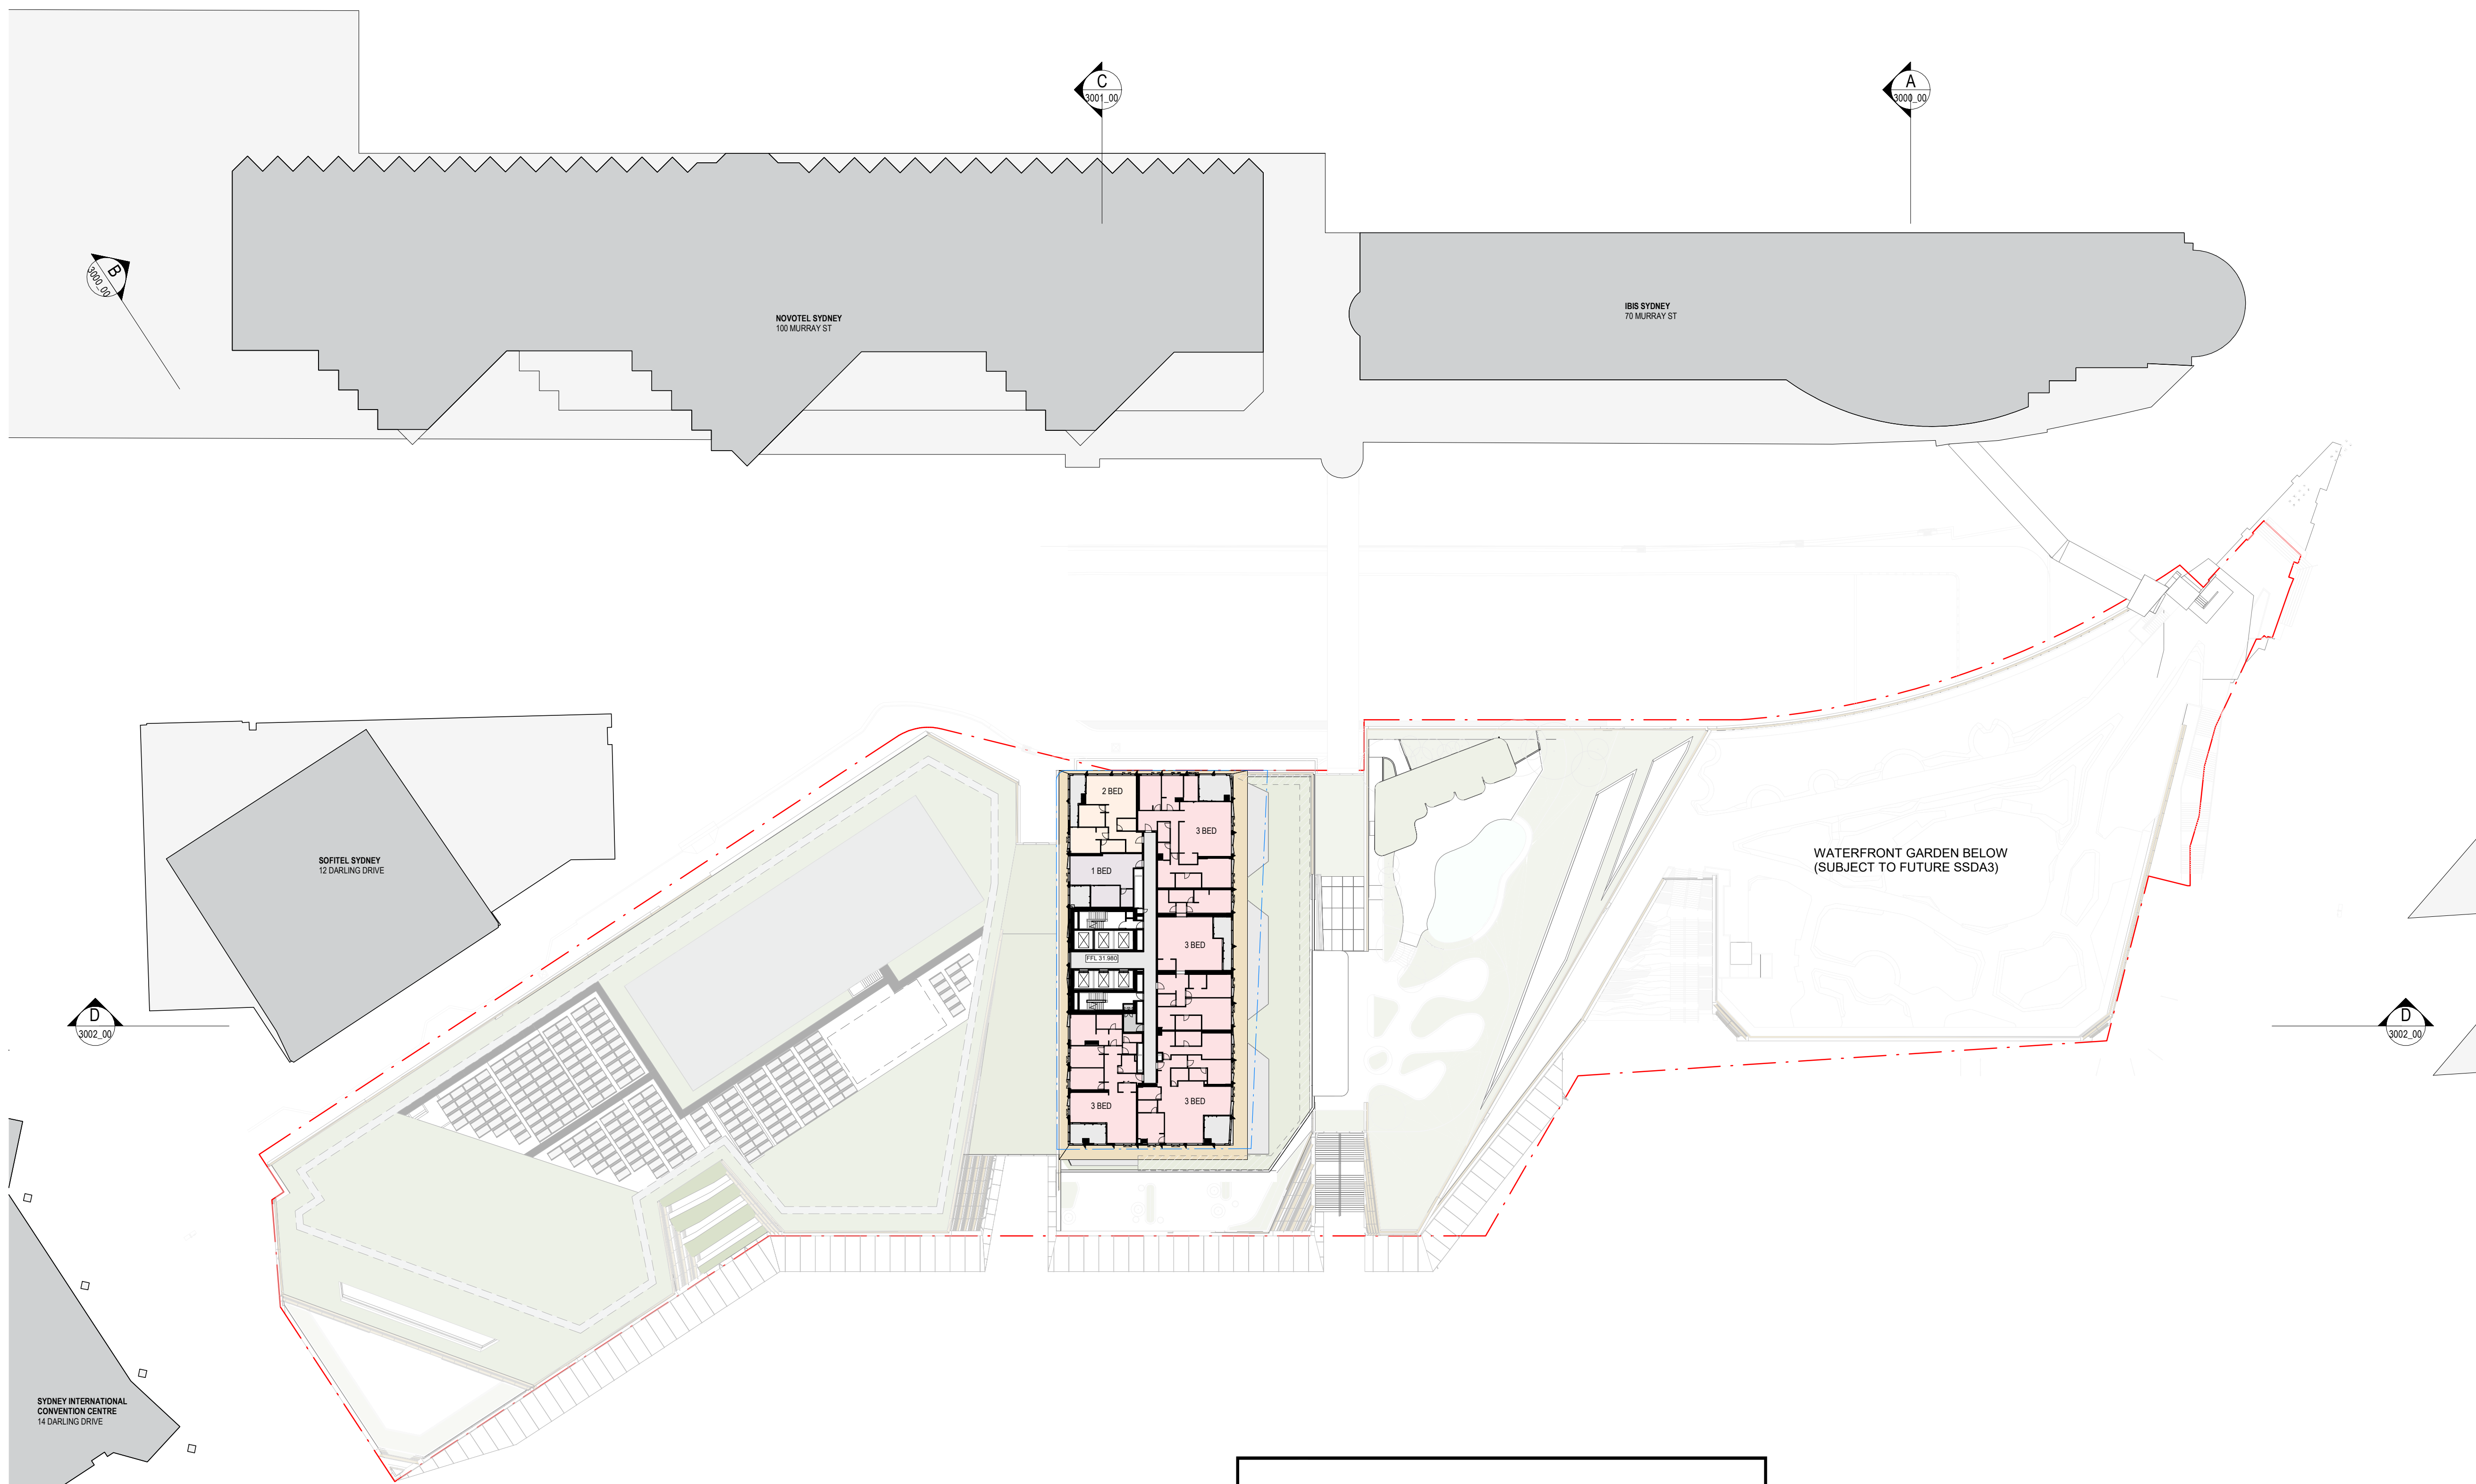 C
3001_00
A
3000_00
B
3000_00
NOVOTEL SYDNEY
100 MURRAY ST
IBIS SYDNEY
70 MURRAY ST
2 BED
3 BED
SOFITEL SYDNEY
12 DARLING DRIVE
1 BED
WATERFRONT GARDEN BELOW
(SUBJECT TO FUTURE SSDA3)
3 BED
FFL 31.980
D
3002_00
D
3002_00
3 BED
3 BED
SYDNEY INTERNATIONAL
CONVENTION CENTRE
14 DARLING DRIVE